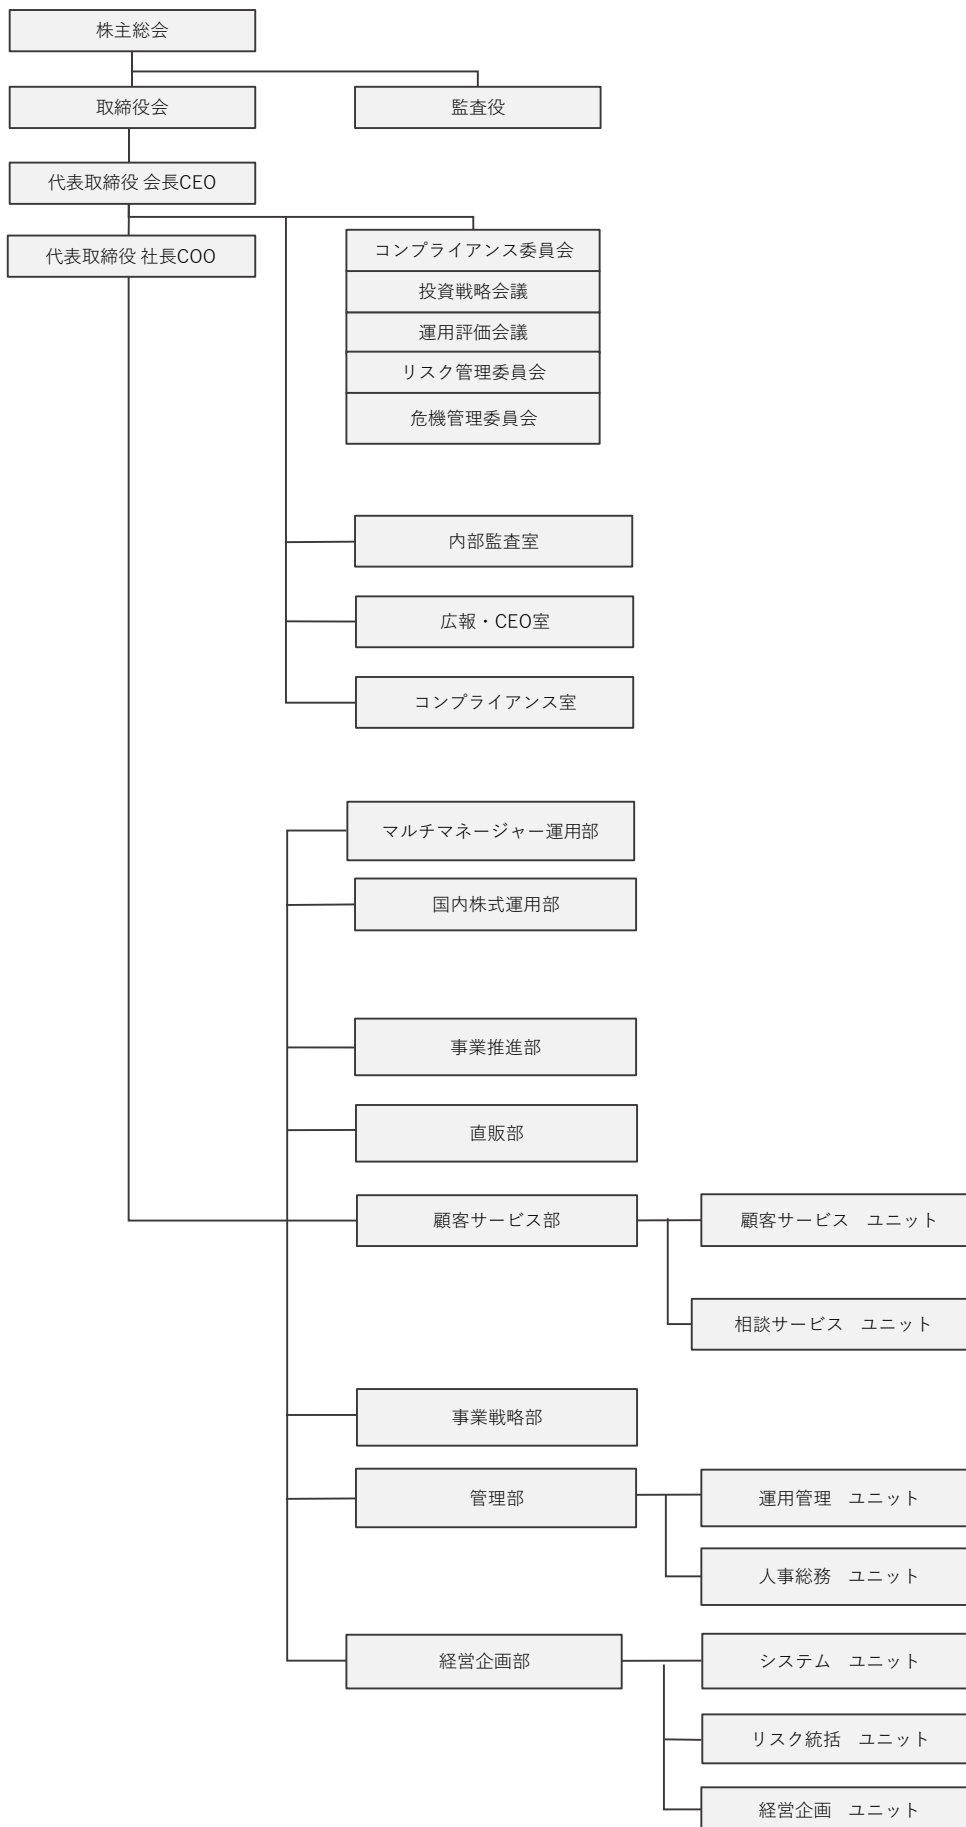 株主総会
取締役会
監査役
代表取締役 会長CEO
代表取締役 社長COO
コンプライアンス委員会
投資戦略会議
運用評価会議
リスク管理委員会
危機管理委員会
内部監査室
広報・CEO室
コンプライアンス室
マルチマネージャー運用部
国内株式運用部
事業推進部
直販部
顧客サービス部
顧客サービス　ユニット
相談サービス　ユニット
事業戦略部
管理部
運用管理　ユニット
人事総務　ユニット
経営企画部
システム　ユニット
リスク統括　ユニット
経営企画　ユニット